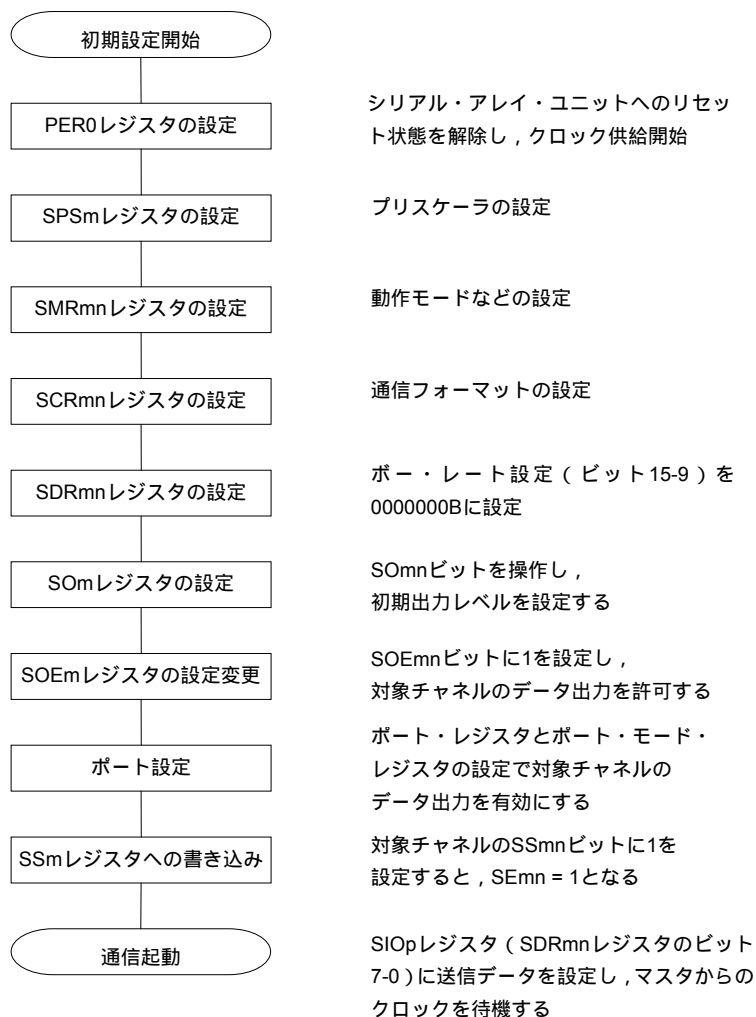 初期設定開始
PER0レジスタの設定
シリアル・アレイ・ユニットへのリセッ
ト状態を解除し，クロック供給開始
SPSmレジスタの設定
プリスケーラの設定
SMRmnレジスタの設定
動作モードなどの設定
SCRmnレジスタの設定
通信フォーマットの設定
SDRmnレジスタの設定
ボー・レート設定（ビット15-9）を
0000000Bに設定
SOmレジスタの設定
SOmnビットを操作し，
初期出力レベルを設定する
SOEmレジスタの設定変更
SOEmnビットに1を設定し，
対象チャネルのデータ出力を許可する
ポート設定
ポート・レジスタとポート・モード・
レジスタの設定で対象チャネルの
データ出力を有効にする
SSmレジスタへの書き込み
対象チャネルのSSmnビットに1を
設定すると，SEmn = 1となる
通信起動
SIOpレジスタ（SDRmnレジスタのビット
7-0）に送信データを設定し，マスタからの
クロックを待機する